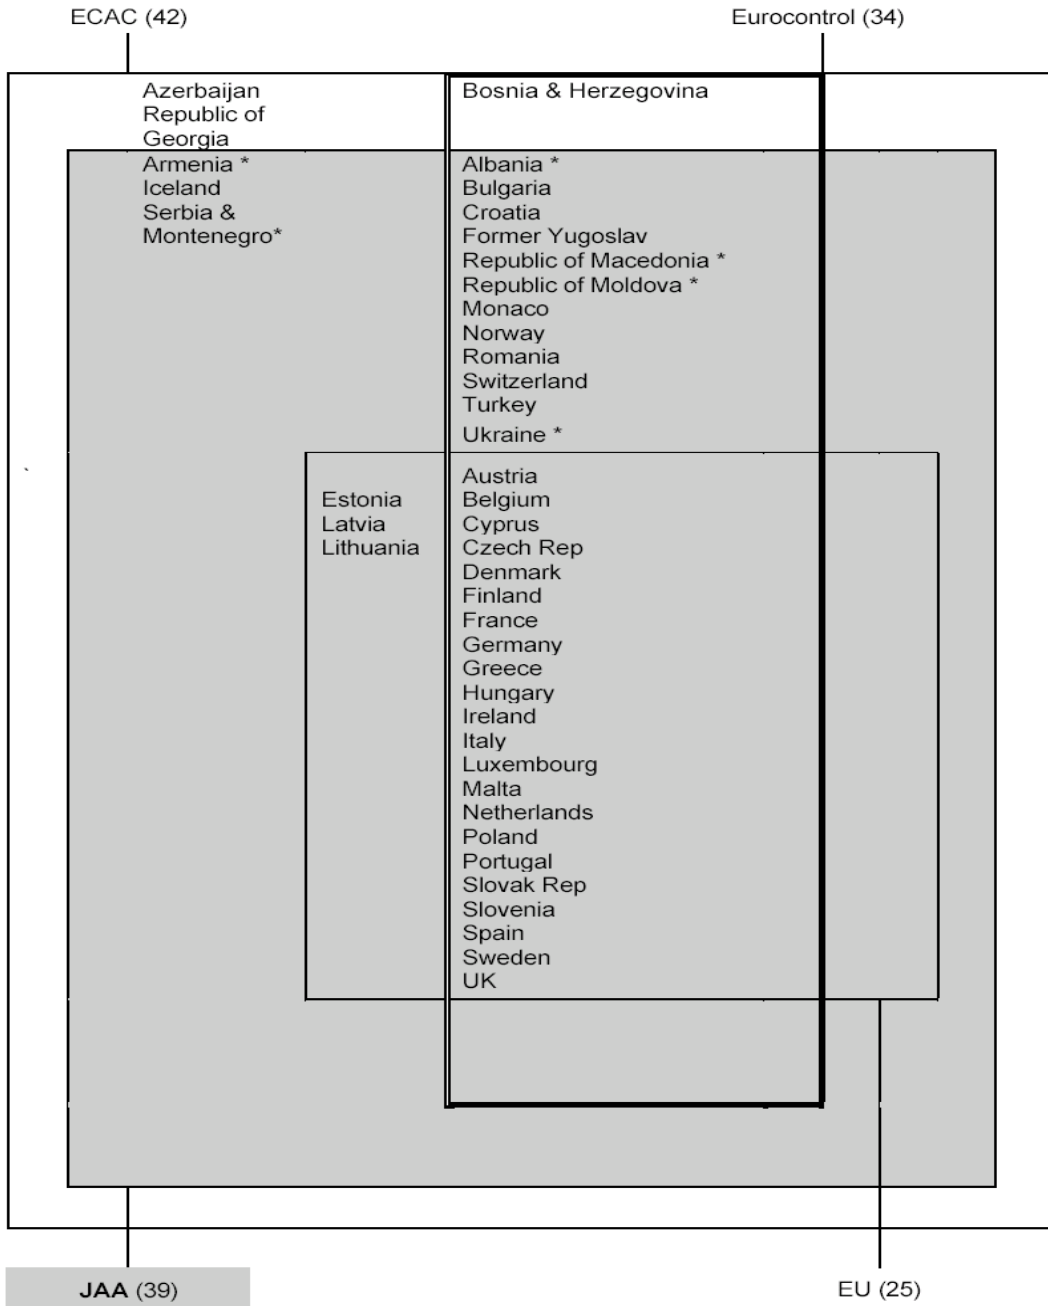 ECAC (42)
Eurocontrol (34)
Azerbaijan
Republic of
Georgia
Bosnia & Herzegovina
Armenia *
Iceland
Serbia &
Montenegro*
Albania *
Bulgaria
Croatia
Former Yugoslav
Republic of Macedonia *
Republic of Moldova *
Monaco
Norway
Romania
Switzerland
Turkey
Ukraine *
Estonia
Latvia
Lithuania
Austria
Belgium
Cyprus
Czech Rep
Denmark
Finland
France
Germany
Greece
Hungary
Ireland
Italy
Luxembourg
Malta
Netherlands
Poland
Portugal
Slovak Rep
Slovenia
Spain
Sweden
UK
JAA (39)
EU (25)